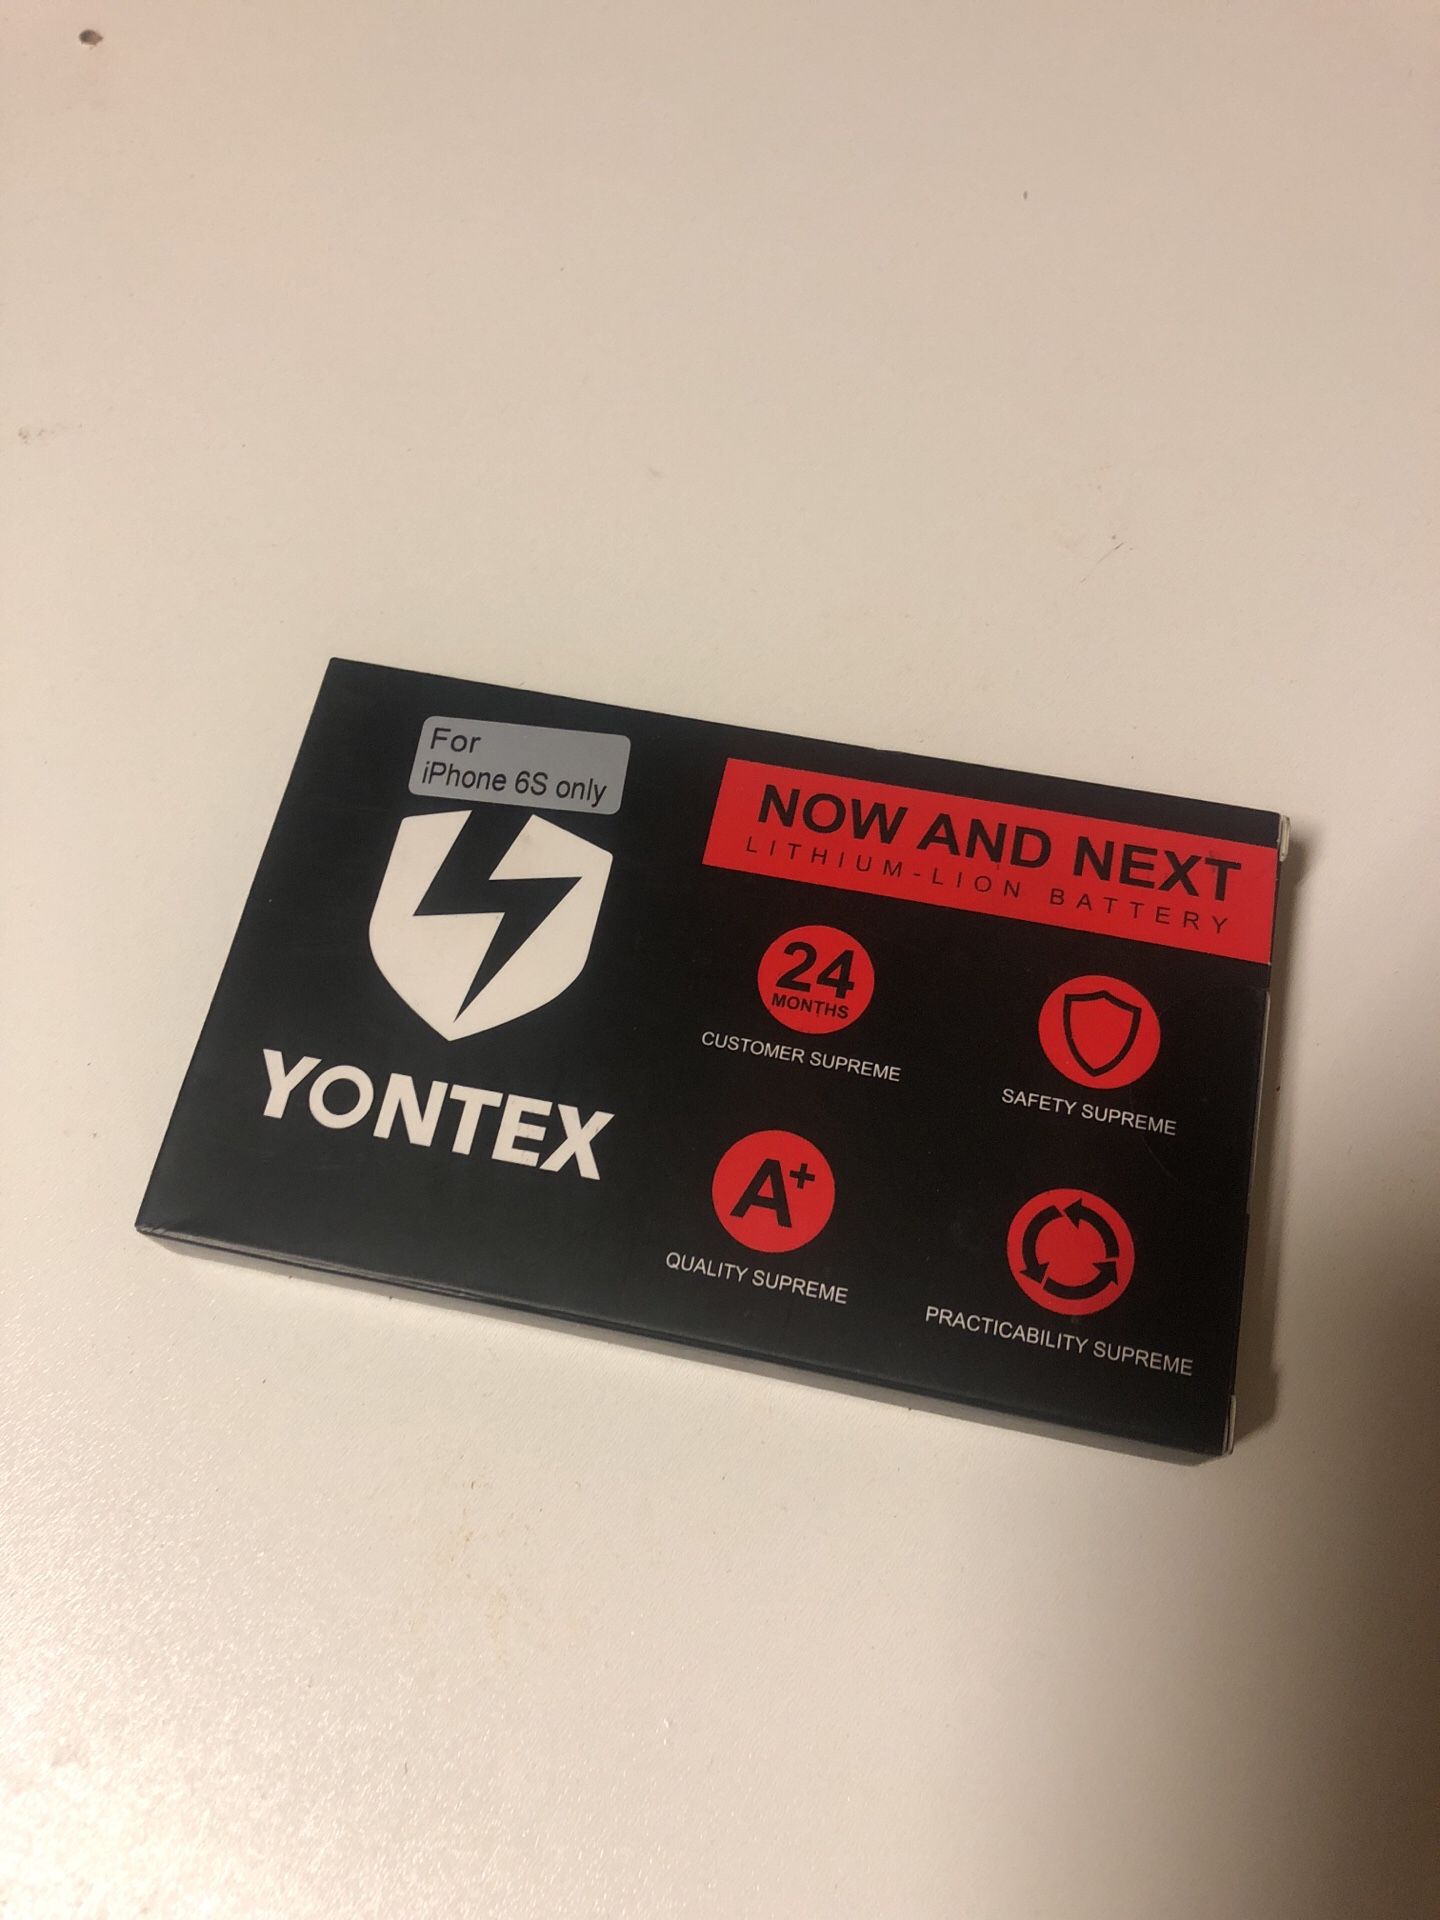 For
iPhone 6S only
YONTEX
NOW AND NEXT
LITHIUM-LION BATTERY
24
MONTHS
CUSTOMER SUPREME
SAFETY SUPREME
A+
QUALITY SUPREME
PRACTICABILITY SUPREME